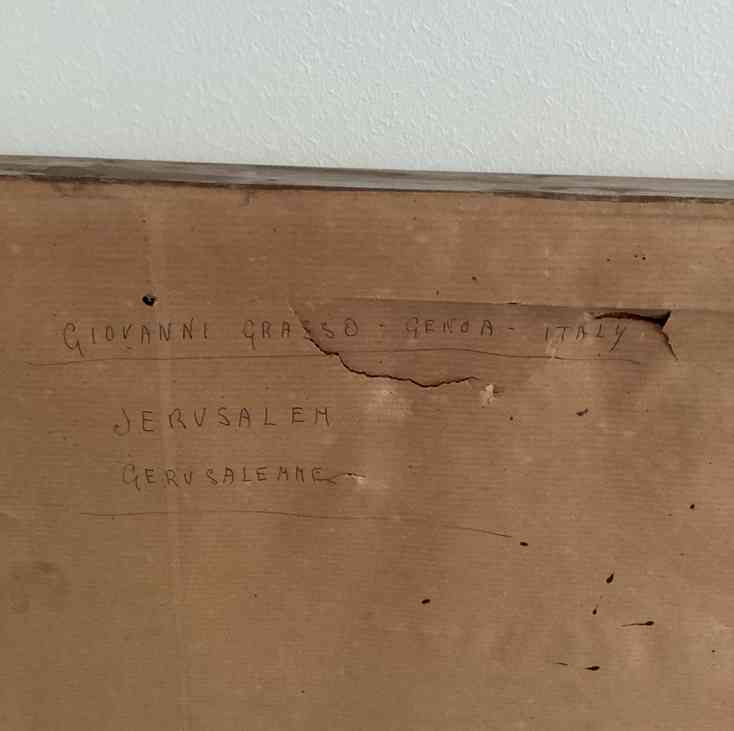 GIOVANNI GRASSO - GENOA - ITALY
JERUSALEM
GERUSALEMME